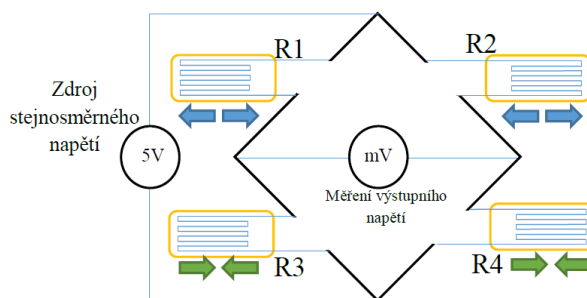 R1
R2
Zdroj
stejnosměrného
napětí
5V
mV
Měření výstupního
napětí
R3
R4